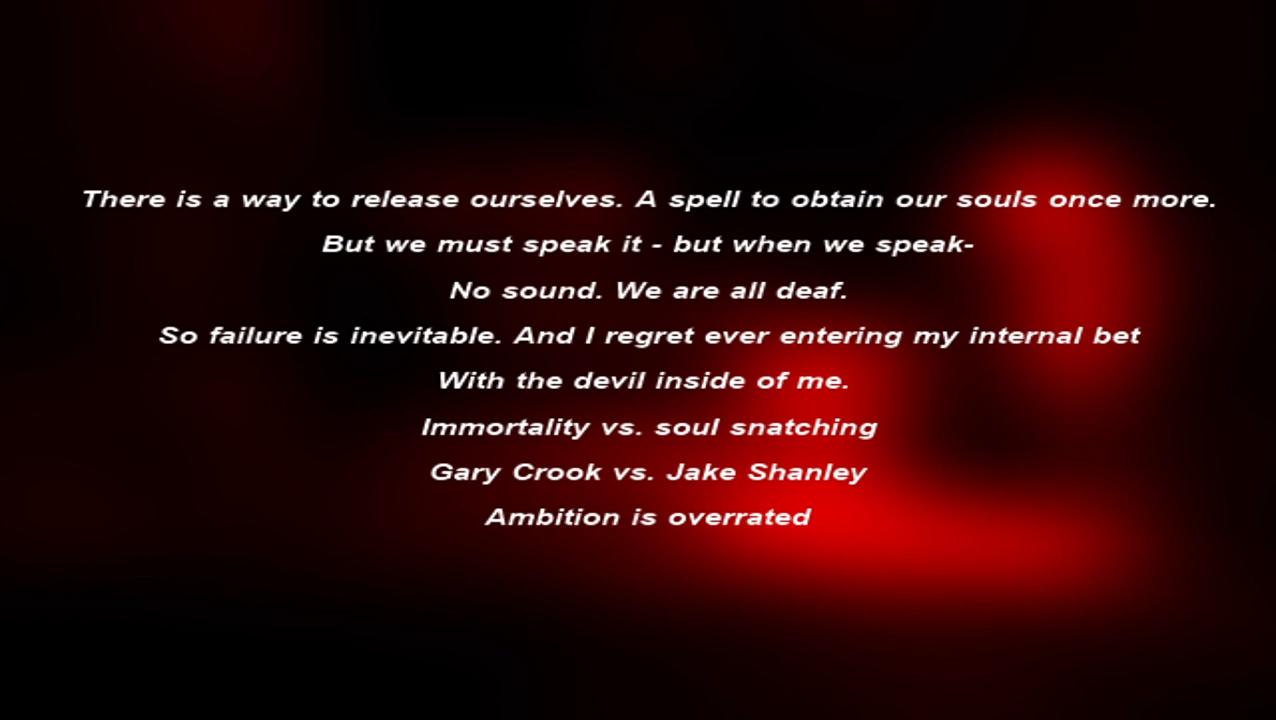 There is a way to release ourselves. A spell to obtain our souls once more.
But we must speak it - but when we speak-
No sound. We are all deaf.
So failure is inevitable. And I regret ever entering my internal bet
With the devil inside of me.
Immortality vs. soul snatching
Gary Crook vs. Jake Shanley
Ambition is overrated